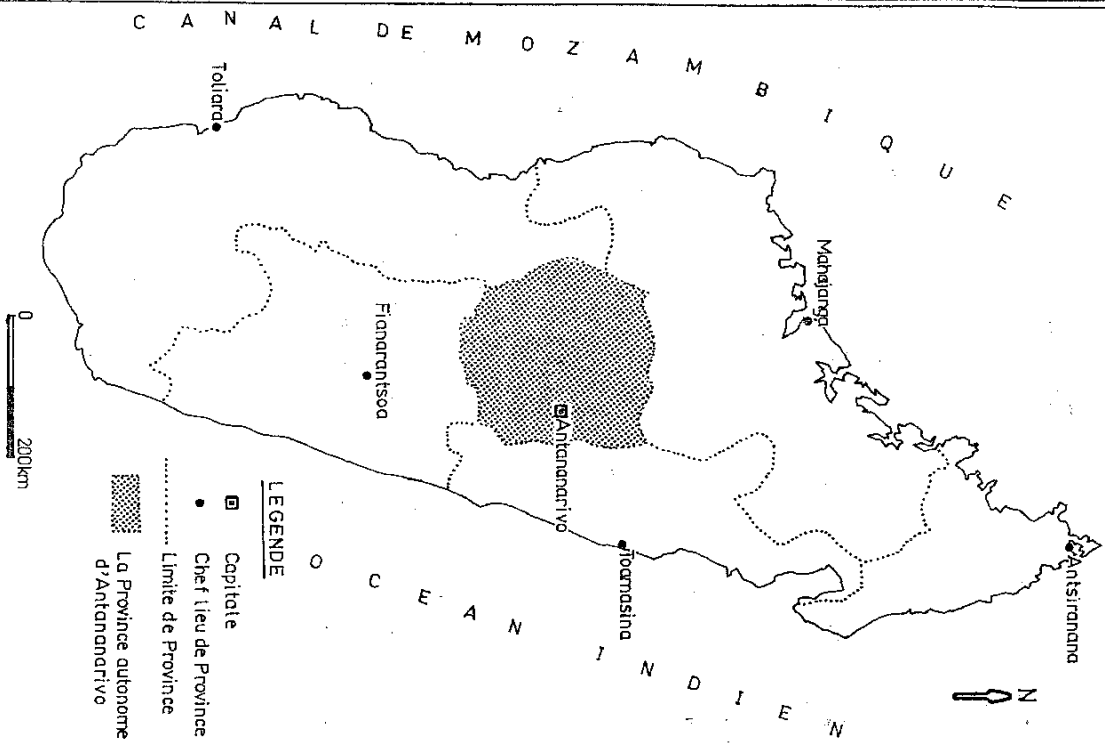 CANAL DE MOZAMBIQUE
Antsiranana
Mahajanga
Toamasina
Antananarivo
Fianarantsoa
Toliara
OCEAN INDIEN
N
0 200km
LEGENDE
Capitale
Chef lieu de Province
Limite de Province
La Province autonome
d'Antananarivo